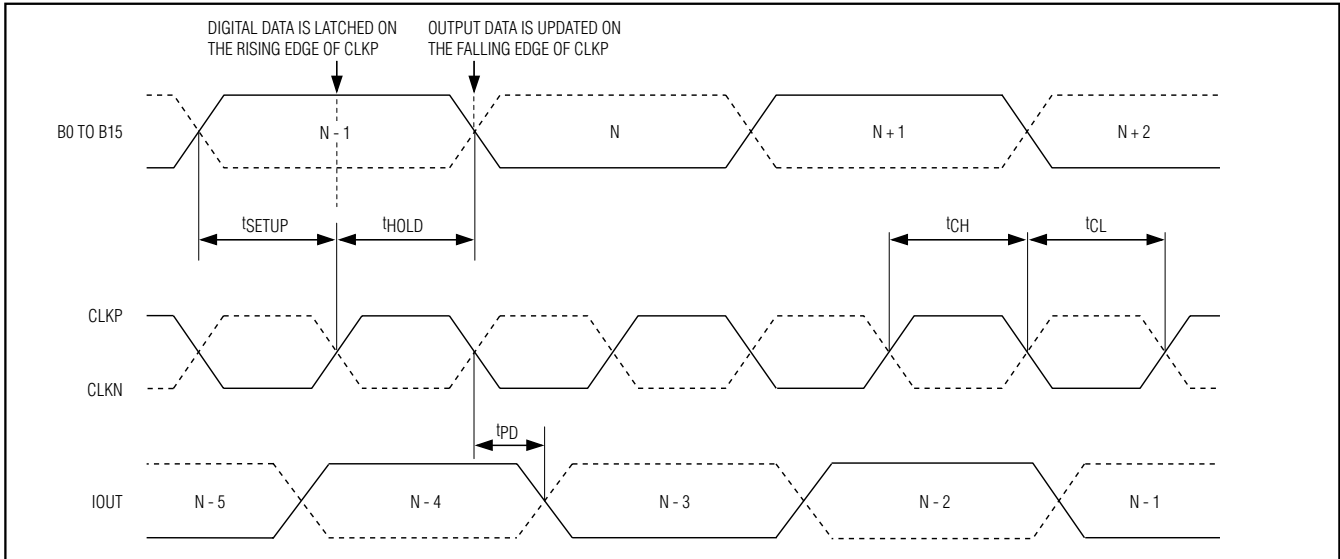 DIGITAL DATA IS LATCHED ON
THE RISING EDGE OF CLKP
OUTPUT DATA IS UPDATED ON
THE FALLING EDGE OF CLKP
B0 TO B15
N - 1
N
N + 1
N + 2
tSETUP
tHOLD
tCH
tCL
CLKP
CLKN
tPD
IOUT
N - 5
N - 4
N - 3
N - 2
N - 1